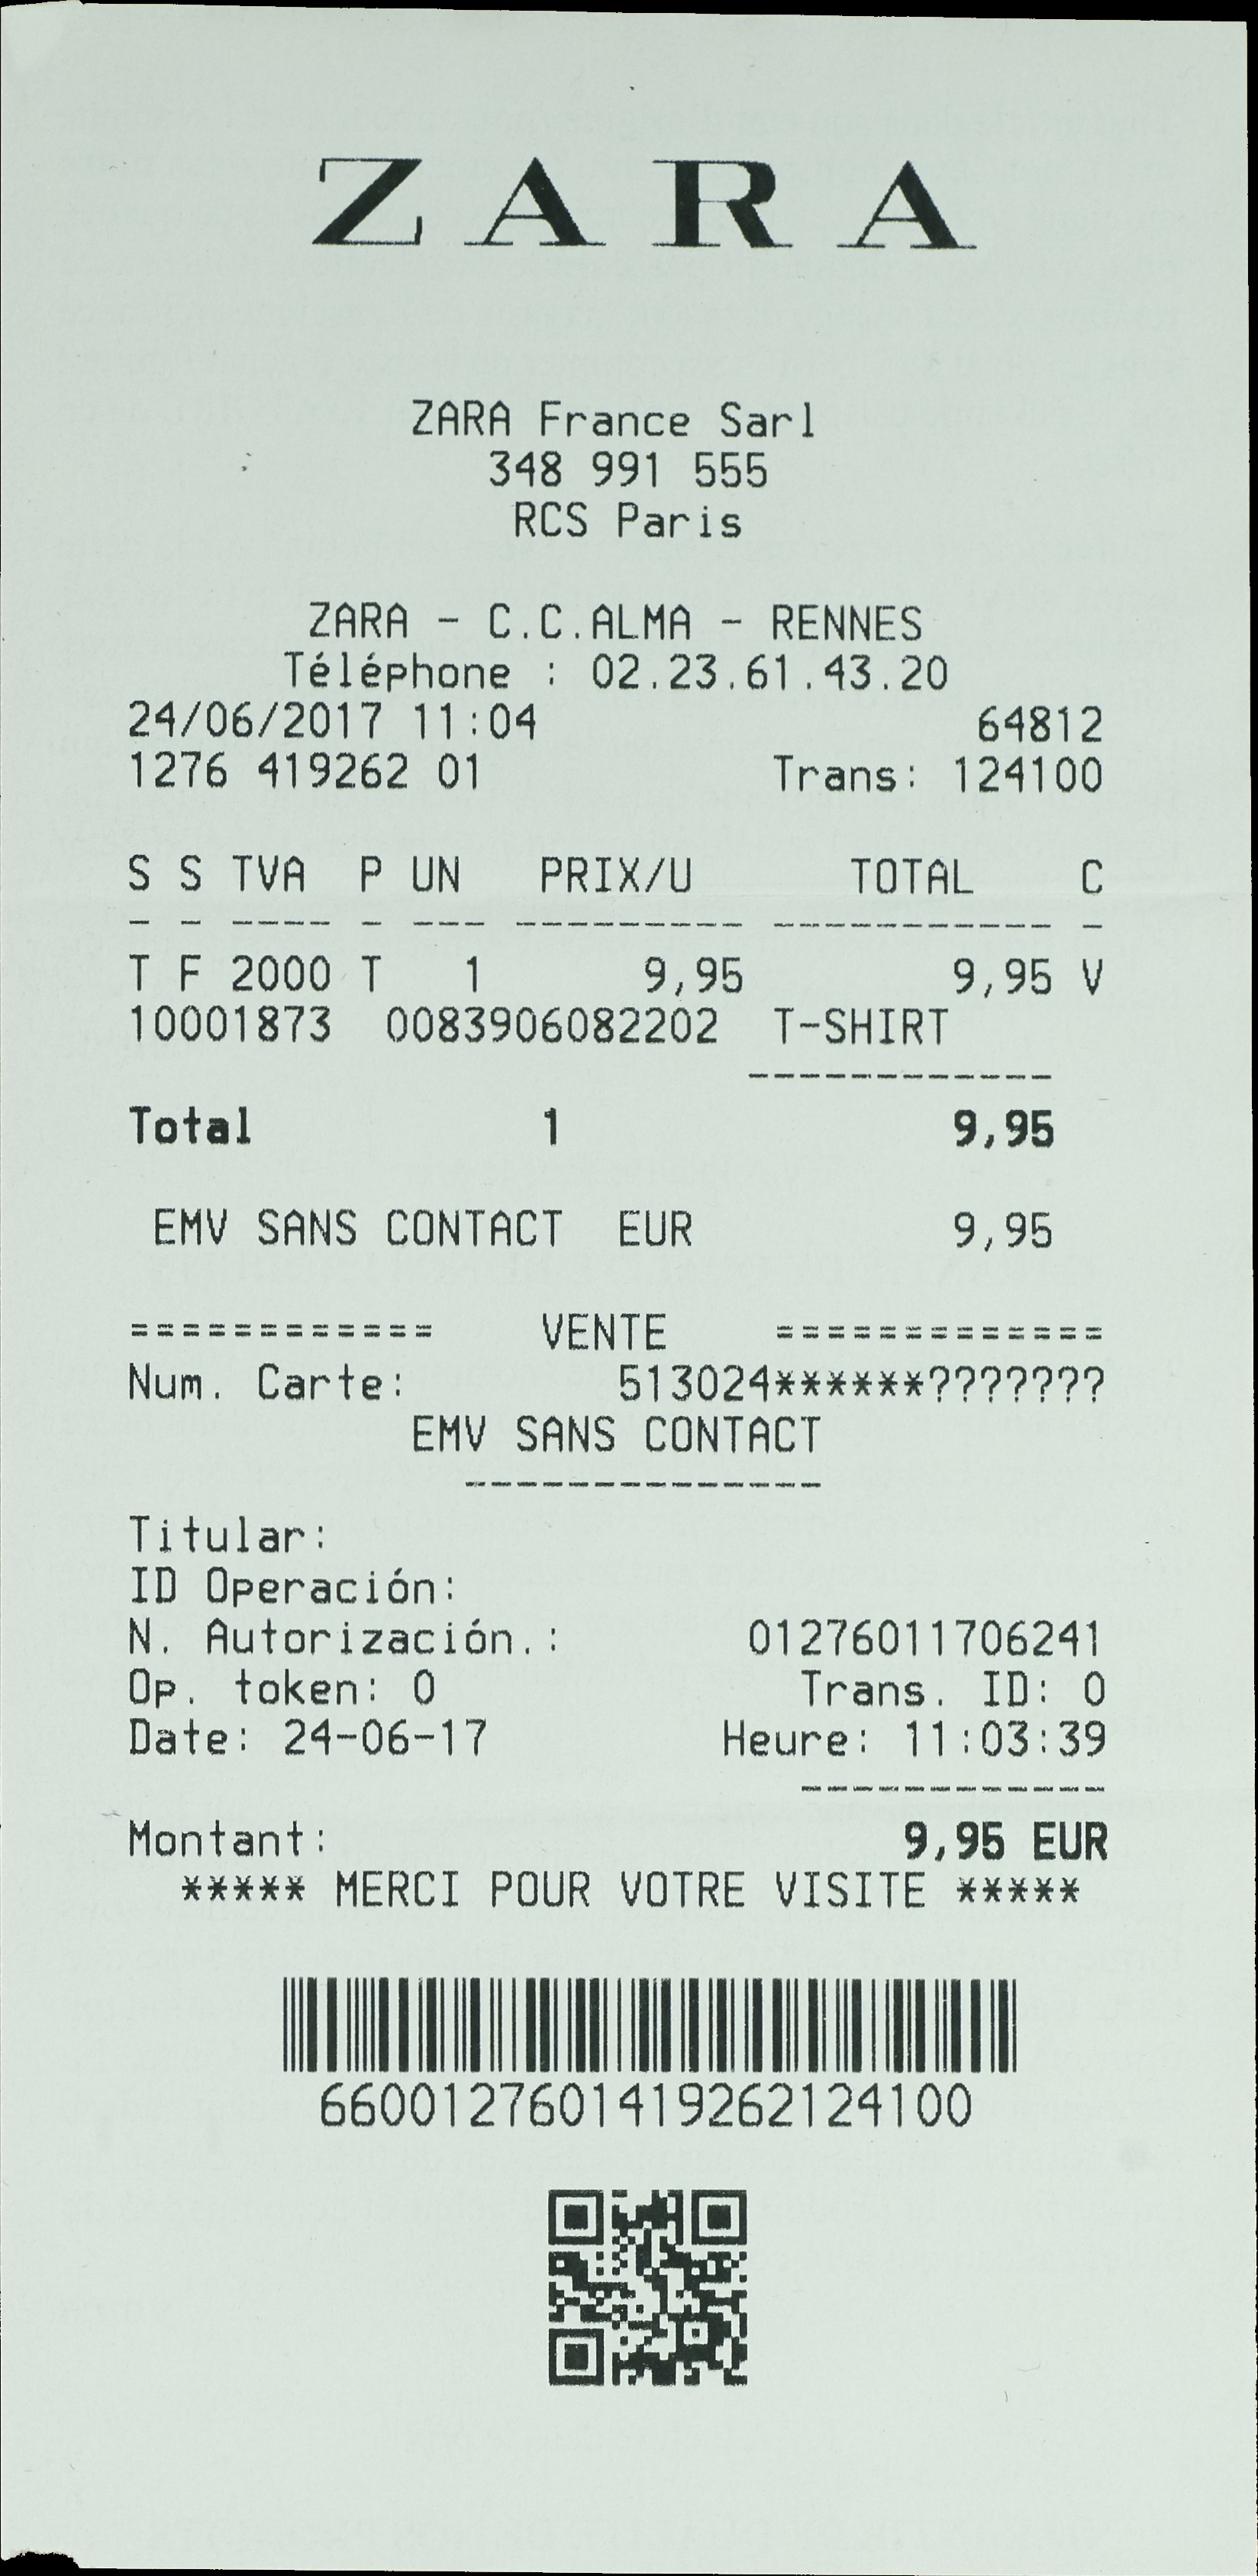 ZARA
ZARA France Sarl
348 991 555
RCS Paris
ZARA - C.C.ALMA - RENNES
Téléphone : 02.23.61.43.20
24/06/2017 11:04 64812
1276 419262 01 Trans: 124100
S S TVA P UN PRIX/U TOTAL C
- - ---- - --- --------- ----------- -
T F 2000 T 1 9,95 9,95 V
10001873 0083906082202 T-SHIRT
------------
Total 1 9,95
EMV SANS CONTACT EUR 9,95
============ VENTE =============
Num. Carte: 513024******???????
EMV SANS CONTACT
--------------
Titular:
ID Operación:
N. Autorización.: 01276011706241
Op. token: 0 Trans. ID: 0
Date: 24-06-17 Heure: 11:03:39
------------
Montant: 9,95 EUR
***** MERCI POUR VOTRE VISITE *****
66001276014192621​24100